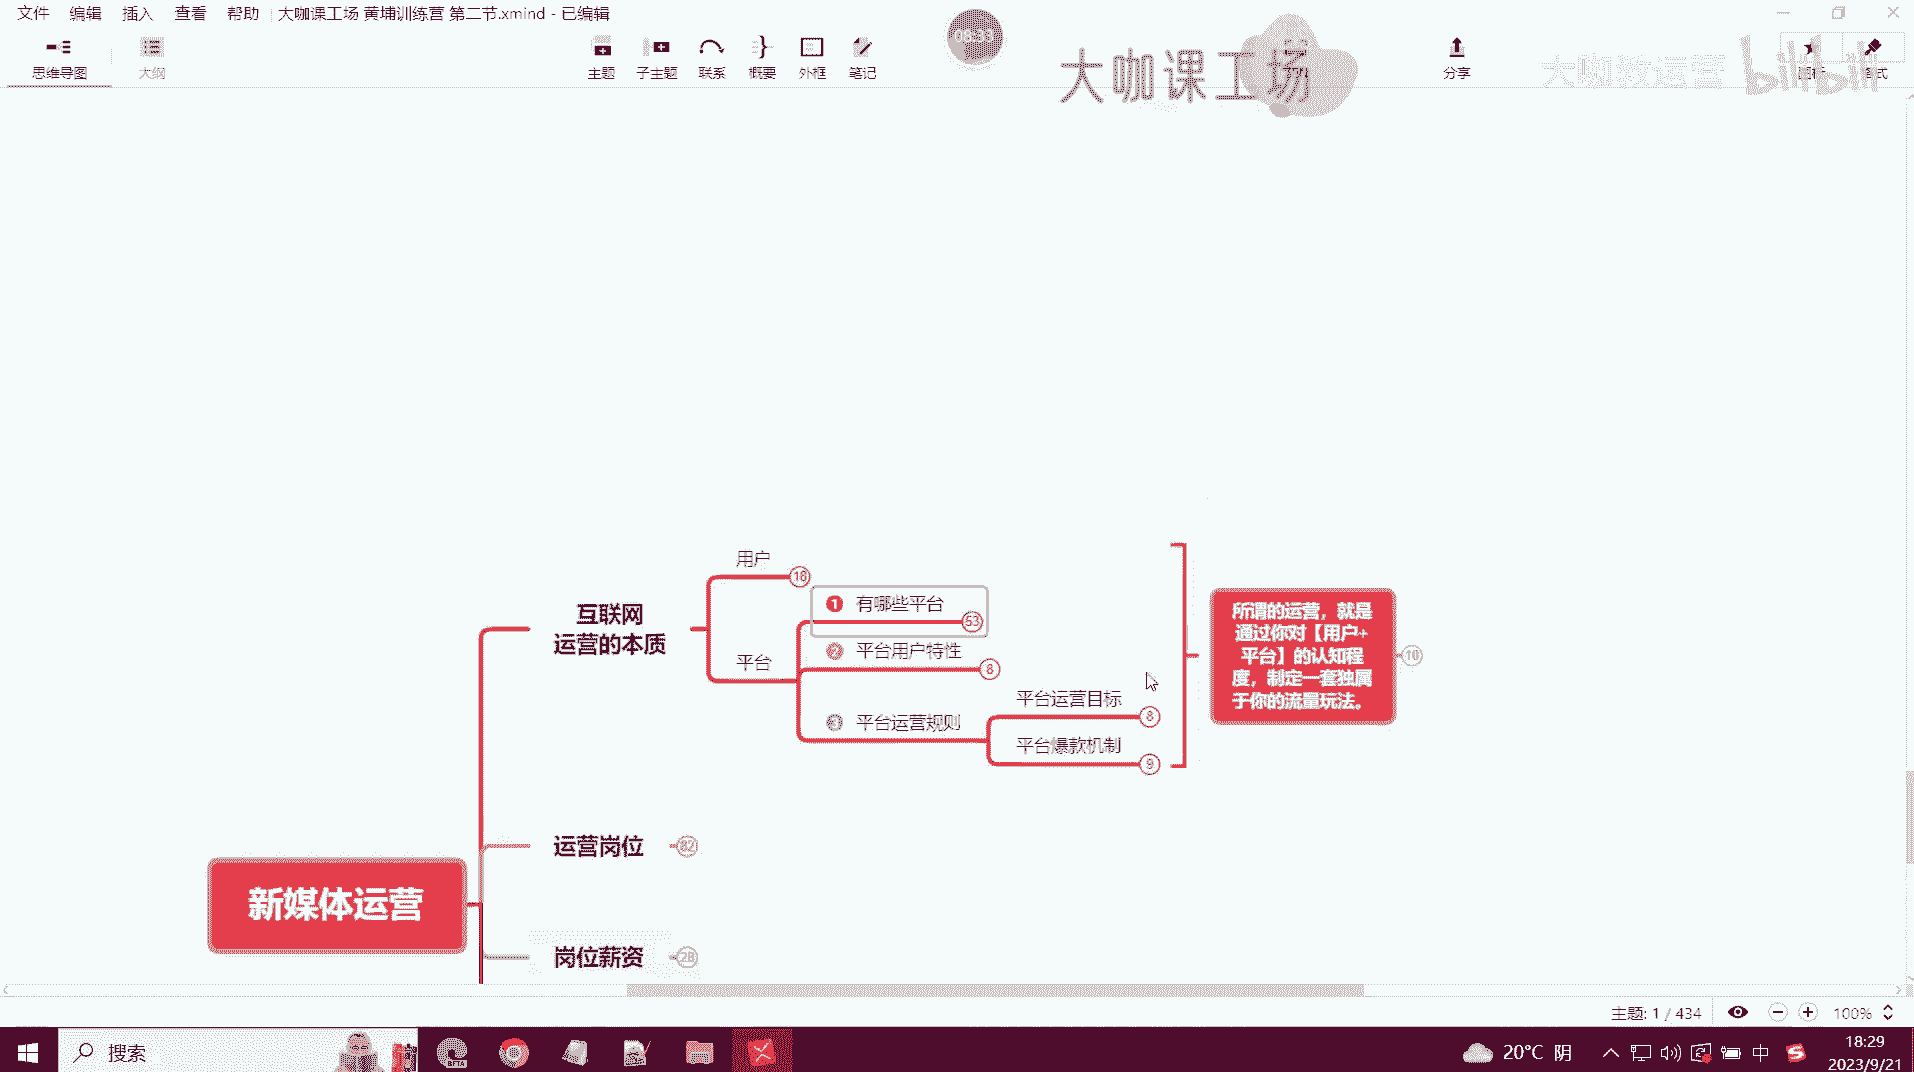 文件 编辑 插入 查看 帮助 大咖课工场 黄埔训练营 第二节.xmind - 已编辑
思维导图 大纲 主题 子主题 联系 概要 外框 笔记 分享
08:33
大咖课工场
大咖教运营 bilibili
用户 18
1 有哪些平台 53
互联网
运营的本质
平台
2 平台用户特性 8
3 平台运营规则
平台运营目标 8
平台爆款机制 9
所谓的运营，就是
通过你对【用户+
平台】的认知程
度，制定一套独属
于你的流量玩法。
10
运营岗位 82
新媒体运营
岗位薪资 28
主题: 1 / 434 100%
搜索
BETA
20°C 阴 中
18:29
2023/9/21